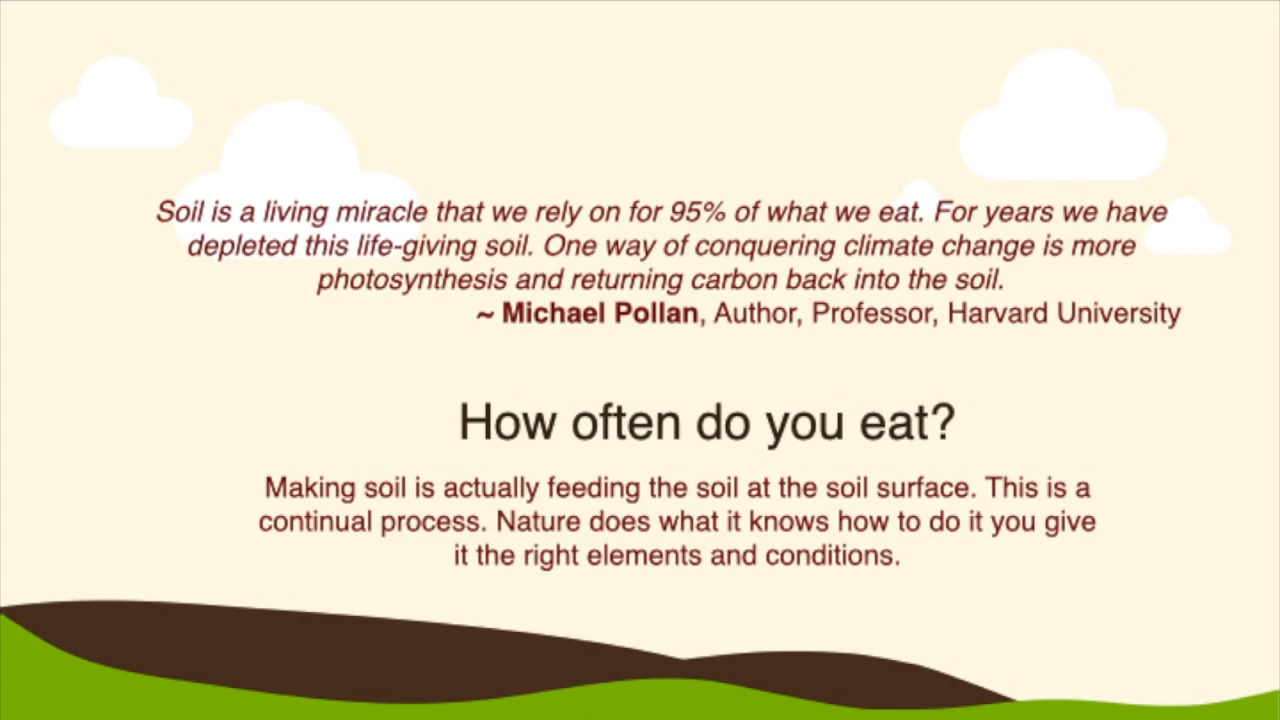 Soil is a living miracle that we rely on for 95% of what we eat. For years we have
depleted this life-giving soil. One way of conquering climate change is more
photosynthesis and returning carbon back into the soil.
~ Michael Pollan, Author, Professor, Harvard University
How often do you eat?
Making soil is actually feeding the soil at the soil surface. This is a
continual process. Nature does what it knows how to do it you give
it the right elements and conditions.